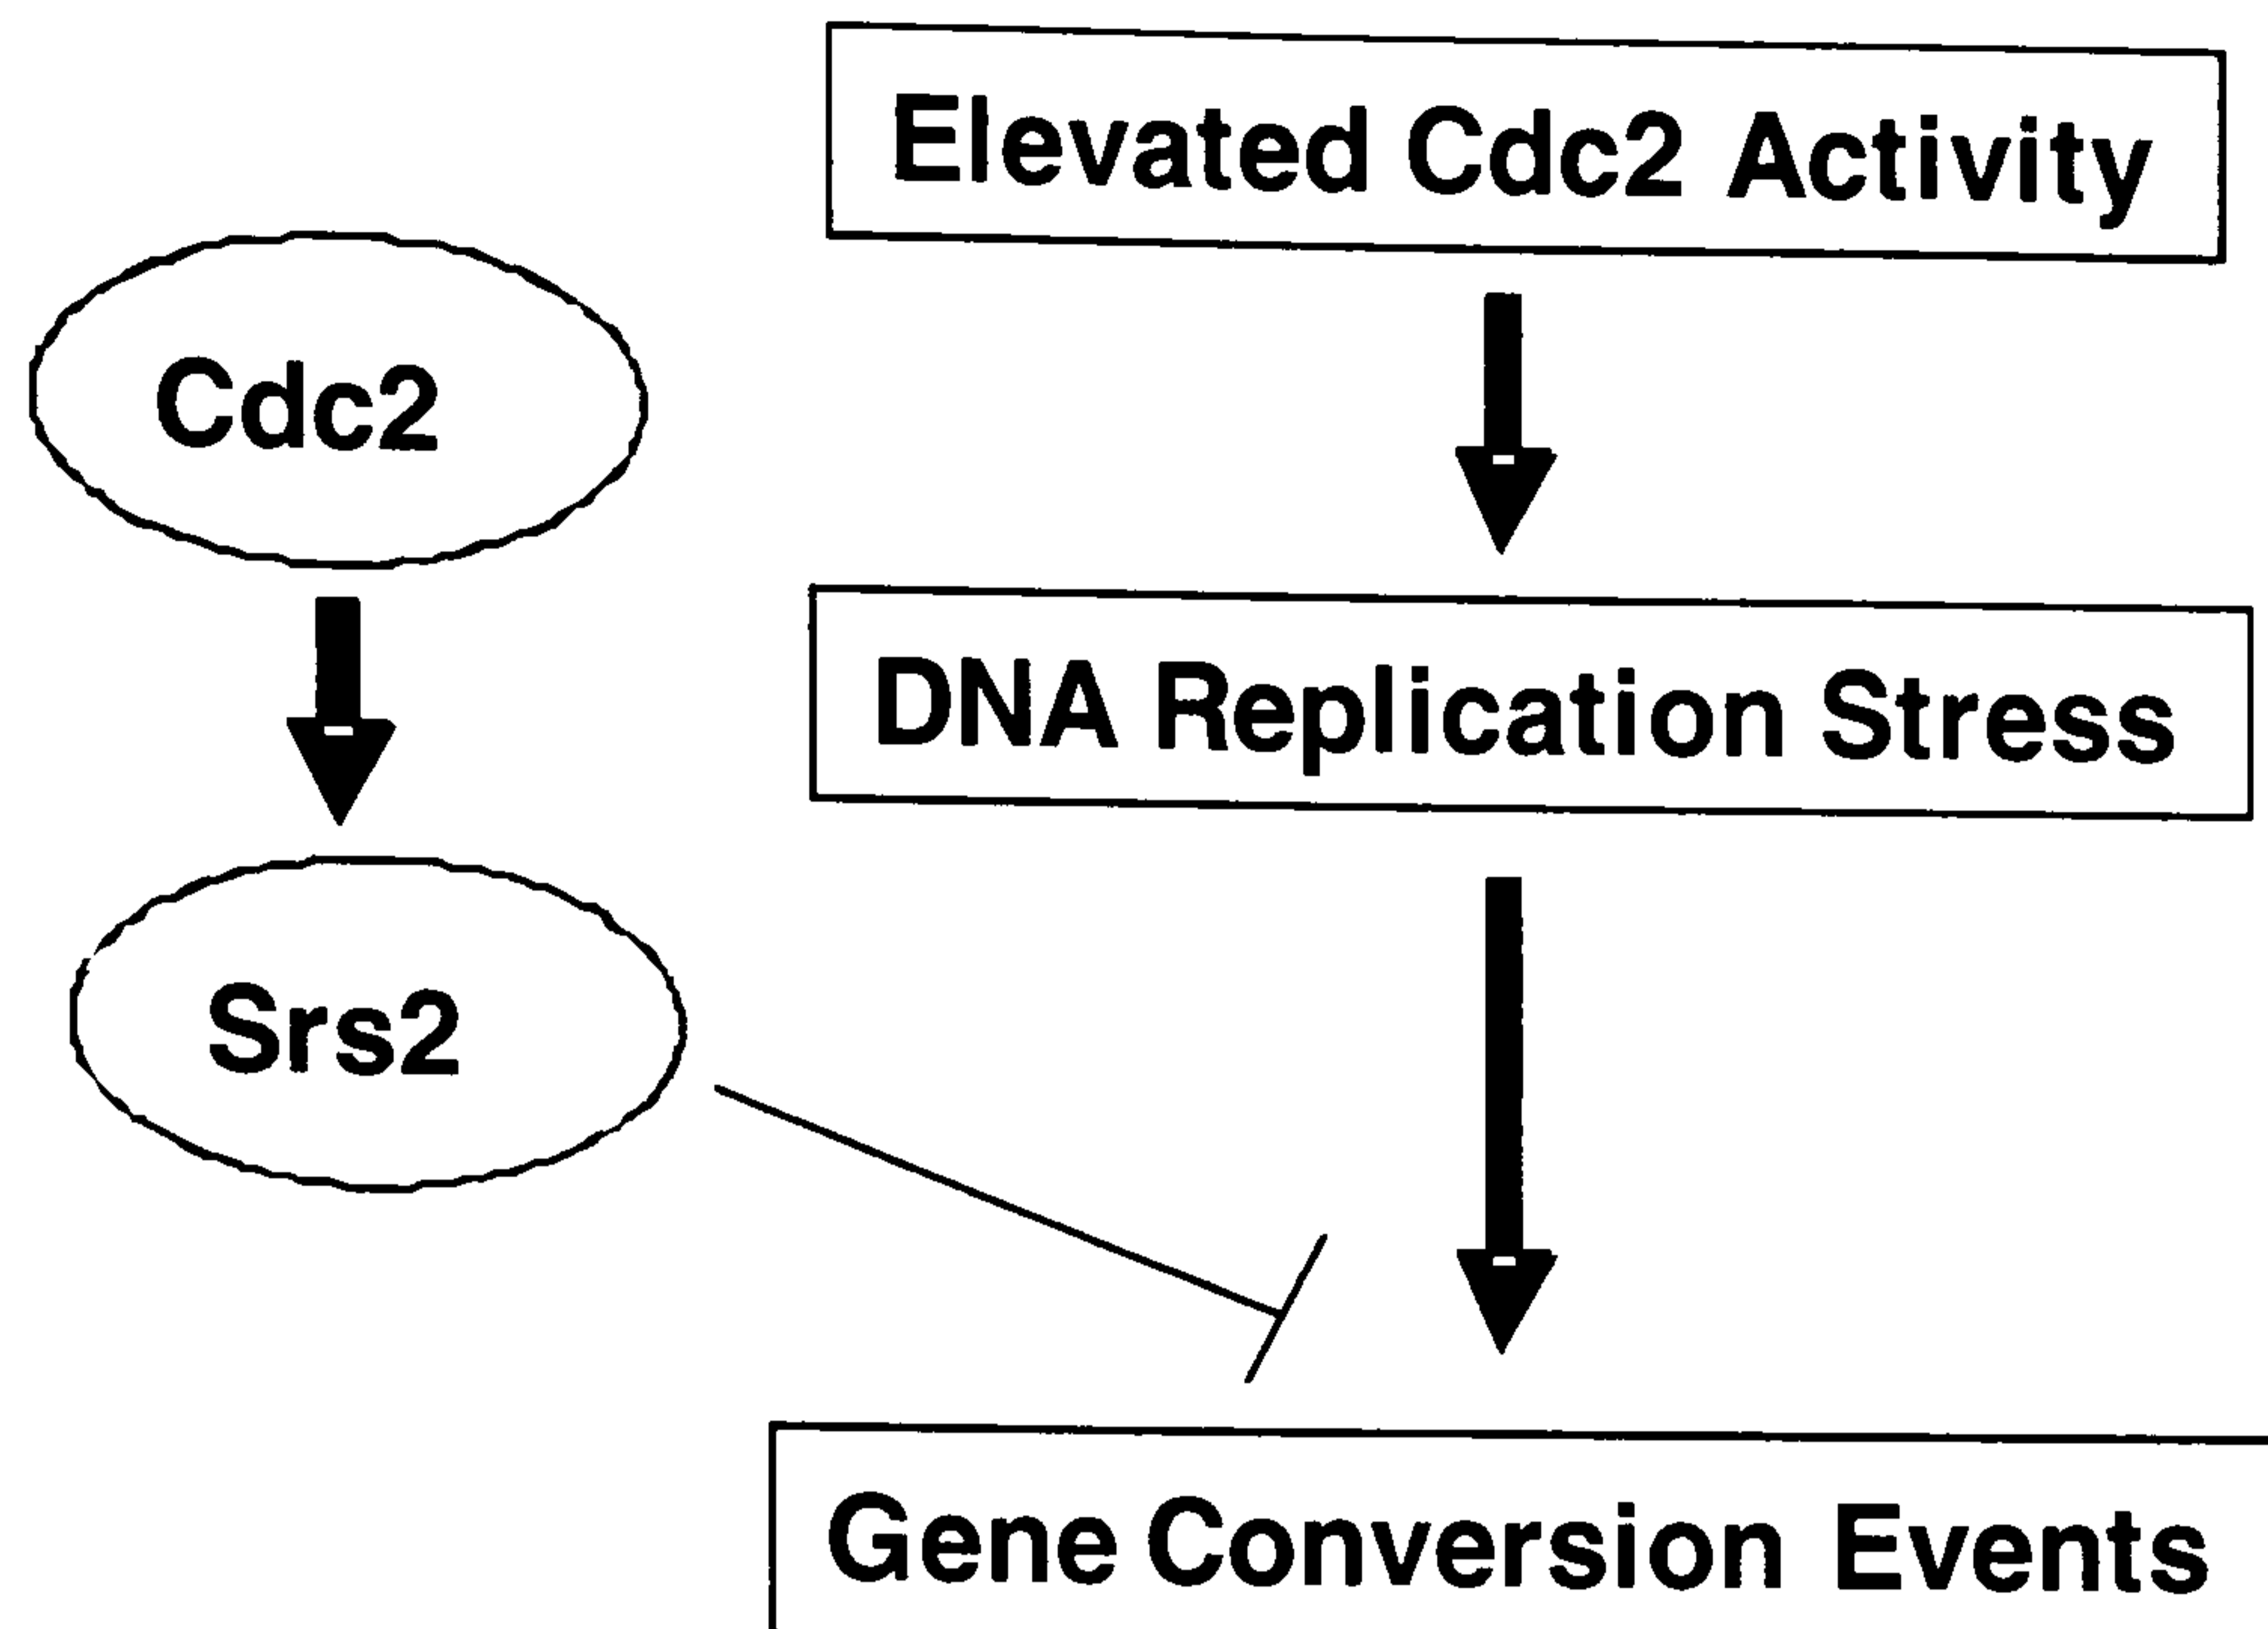 Elevated Cdc2 Activity
Cdc2
DNA Replication Stress
Srs2
Gene Conversion Events